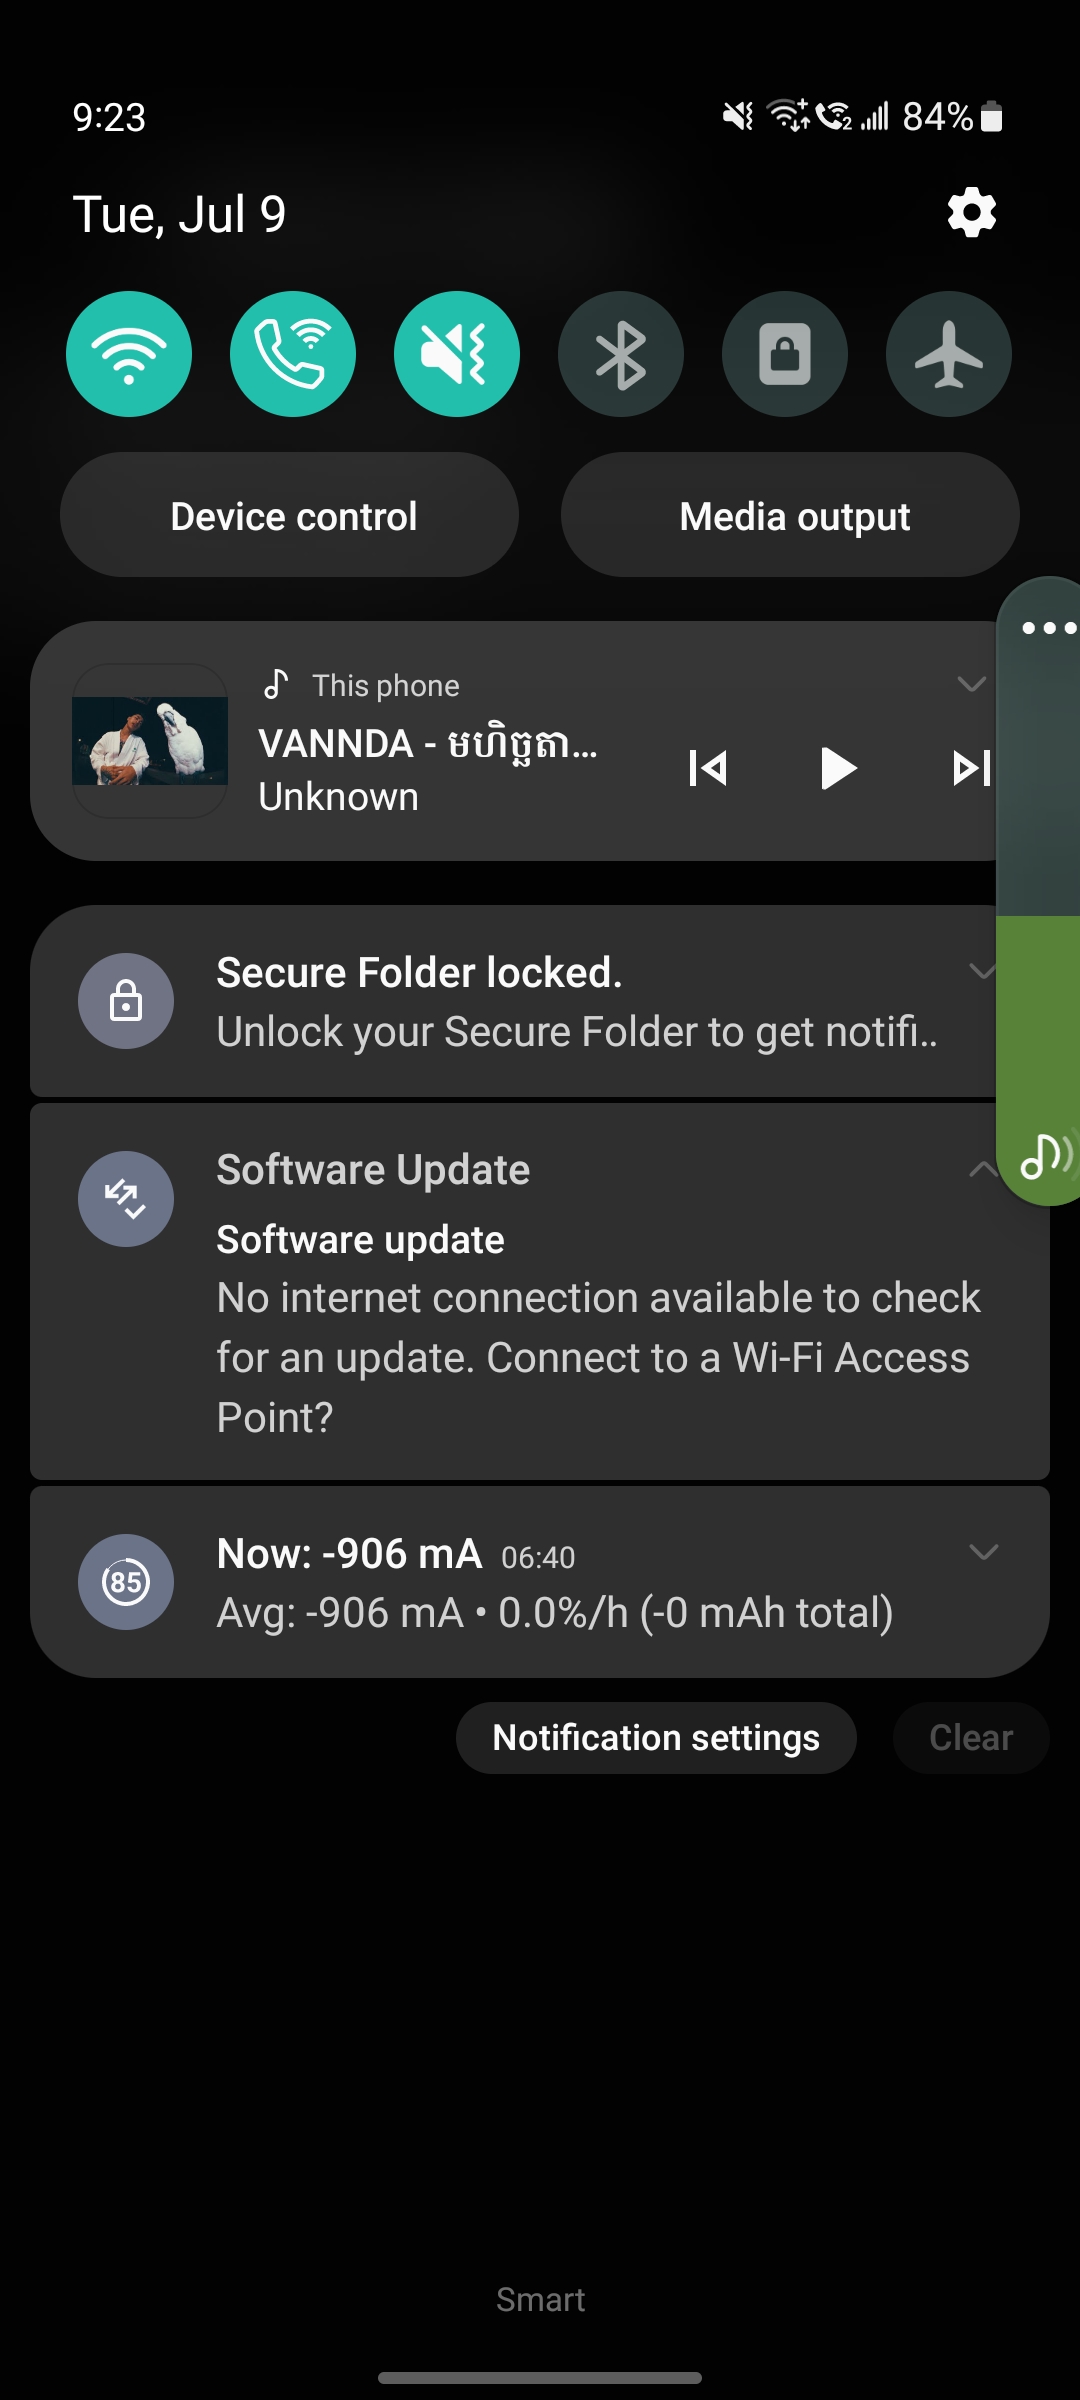 9:23
2
84%
Tue, Jul 9
Device control
Media output
This phone
VANNDA - មហិច្ឆតា...
Unknown
Secure Folder locked.
Unlock your Secure Folder to get notifi..
Software Update
Software update
No internet connection available to check
for an update. Connect to a Wi-Fi Access
Point?
85
Now: -906 mA 06:40
Avg: -906 mA • 0.0%/h (-0 mAh total)
Notification settings
Clear
Smart